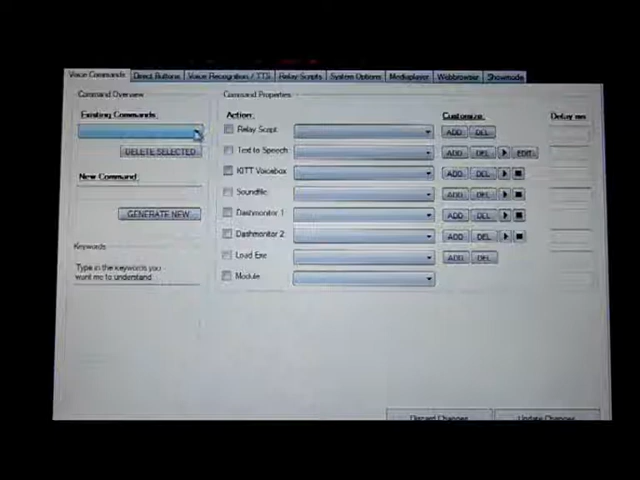 Voice Commands Direct Buttons Voice Recognition / TTS Relay Scripts System Options Mediaplayer Webbrowser Showmode
Command Overview
Command Properties
Existing Commands
Action:
Customize:
Delay ms
Relay Script
ADD DEL
DELETE SELECTED
Text to Speech
ADD DEL EDIT
New Command
KITT Voicebox
ADD DEL
Soundfile
ADD DEL
GENERATE NEW
Dashmonitor 1
ADD DEL
Keywords
Dashmonitor 2
ADD DEL
Type in the keywords you
want me to understand
Load Exe
ADD DEL
Module
Discard Changes
Update Changes